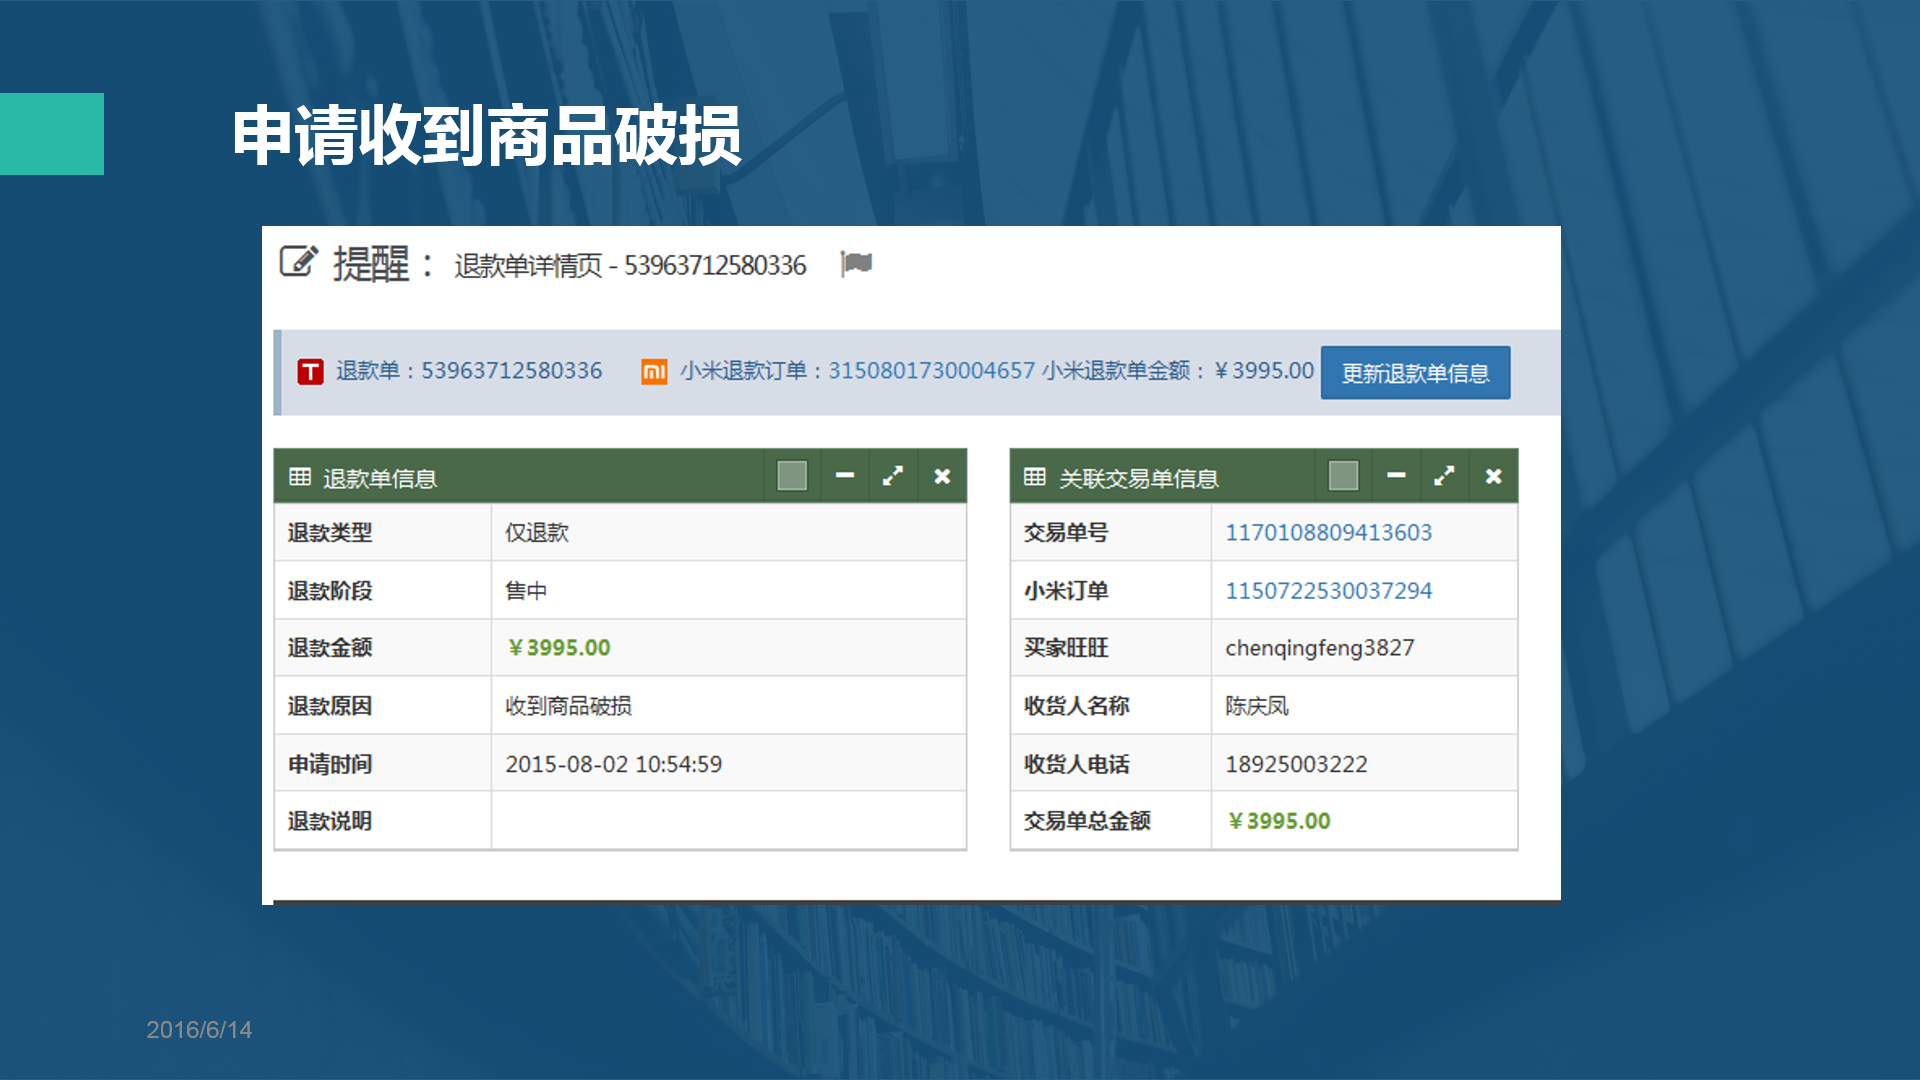 申请收到商品破损
提醒： 退款单详情页 - 53963712580336
T 退款单：53963712580336 小米退款订单：3150801730004657 小米退款单金额：￥3995.00 更新退款单信息
退款单信息
退款类型 仅退款
退款阶段 售中
退款金额 ￥3995.00
退款原因 收到商品破损
申请时间 2015-08-02 10:54:59
退款说明
关联交易单信息
交易单号 1170108809413603
小米订单 1150722530037294
买家旺旺 chenqingfeng3827
收货人名称 陈庆凤
收货人电话 18925003222
交易单总金额 ￥3995.00
2016/6/14